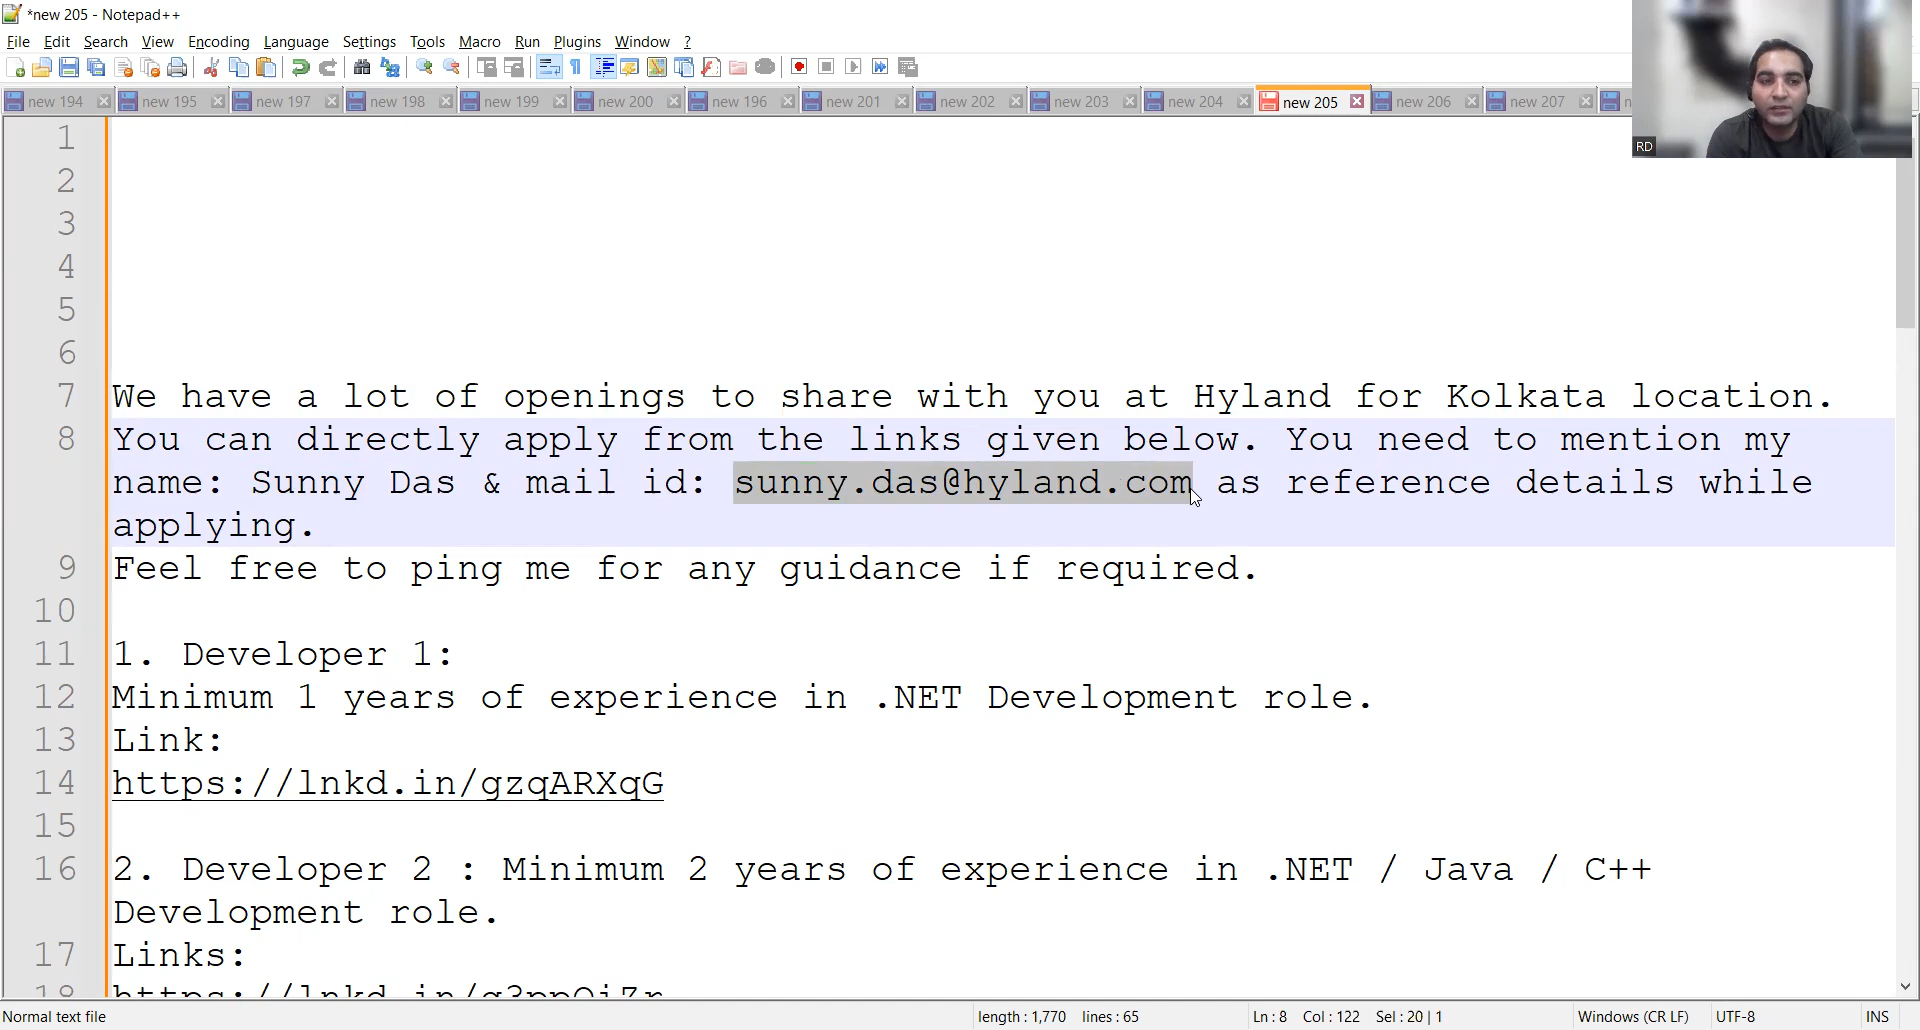 *new 205 - Notepad++
File Edit Search View Encoding Language Settings Tools Macro Run Plugins Window ?
new 194 new 195 new 197 new 198 new 199 new 200 new 196 new 201 new 202 new 203 new 204 new 205 new 206 new 207
RD
1
2
3
4
5
6
7 We have a lot of openings to share with you at Hyland for Kolkata location.
8 You can directly apply from the links given below. You need to mention my
name: Sunny Das & mail id: sunny.das@hyland.com as reference details while
applying.
9 Feel free to ping me for any guidance if required.
10
11 1. Developer 1:
12 Minimum 1 years of experience in .NET Development role.
13 Link:
14 https://lnkd.in/gzqARXqG
15
16 2. Developer 2 : Minimum 2 years of experience in .NET / Java / C++
Development role.
17 Links:
18
Normal text file length : 1,770 lines : 65 Ln : 8 Col : 122 Sel : 20 | 1 Windows (CR LF) UTF-8 INS